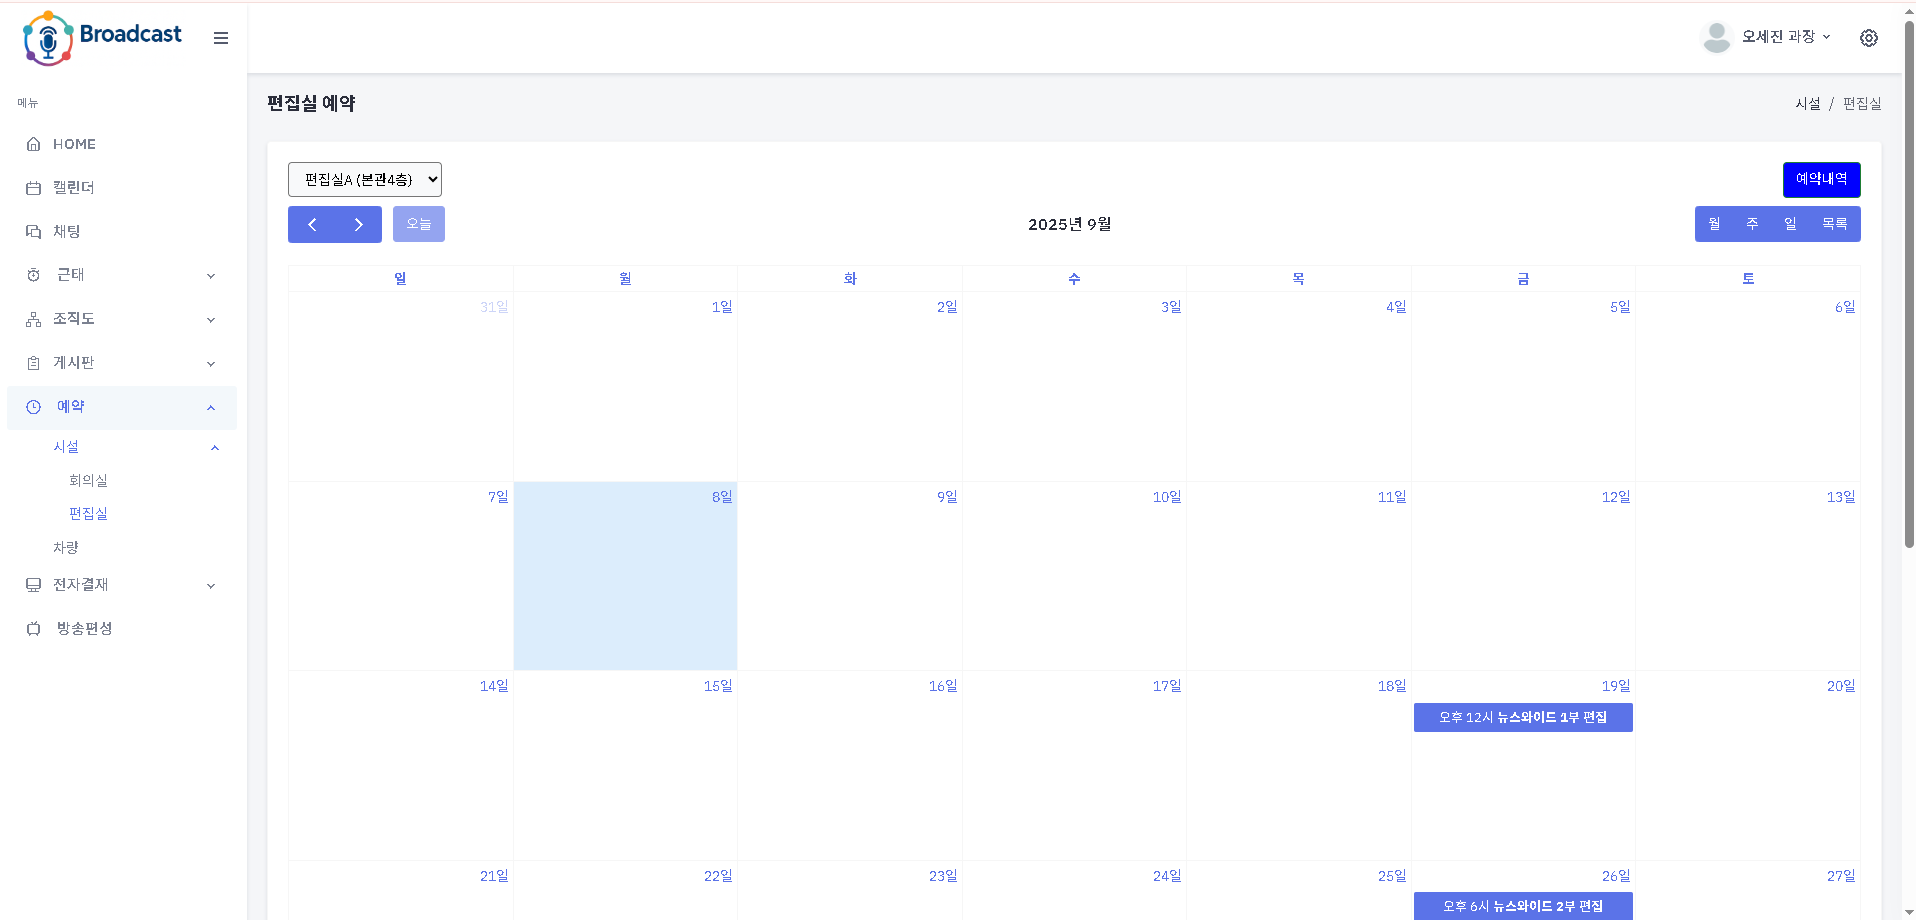 Broadcast
오세진 과장
메뉴
HOME
캘린더
채팅
근태
조직도
게시판
예약
시설
회의실
편집실
차량
전자결재
방송편성
편집실 예약
시설 / 편집실
편집실A (본관4층)
예약내역
오늘
2025년 9월
월 주 일 목록
일 월 화 수 목 금 토
31일 1일 2일 3일 4일 5일 6일
7일 8일 9일 10일 11일 12일 13일
14일 15일 16일 17일 18일 19일 20일
오후 12시 뉴스와이드 1부 편집
21일 22일 23일 24일 25일 26일 27일
오후 6시 뉴스와이드 2부 편집